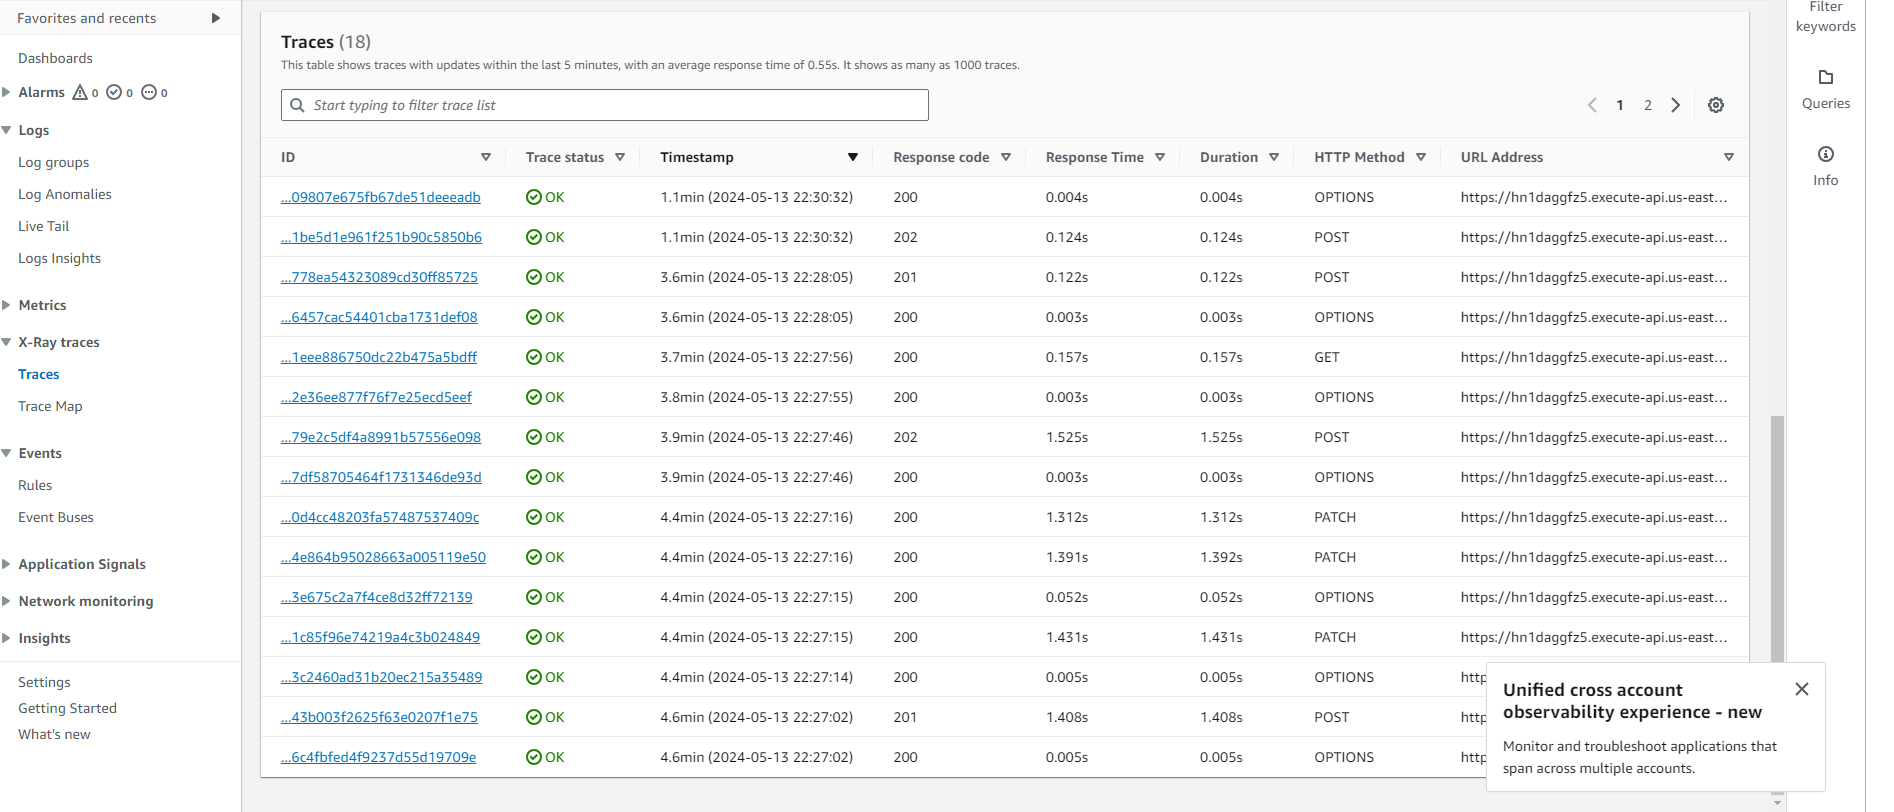 Favorites and recents
Dashboards
Alarms 0 0 0
Logs
Log groups
Log Anomalies
Live Tail
Logs Insights
Metrics
X-Ray traces
Traces
Trace Map
Events
Rules
Event Buses
Application Signals
Network monitoring
Insights
Settings
Getting Started
What's new
Traces (18)
This table shows traces with updates within the last 5 minutes, with an average response time of 0.55s. It shows as many as 1000 traces.
Start typing to filter trace list
1 2
ID Trace status Timestamp Response code Response Time Duration HTTP Method URL Address
...09807e675fb67de51deeeadb OK 1.1min (2024-05-13 22:30:32) 200 0.004s 0.004s OPTIONS https://hn1daggfz5.execute-api.us-east...
...1be5d1e961f251b90c5850b6 OK 1.1min (2024-05-13 22:30:32) 202 0.124s 0.124s POST https://hn1daggfz5.execute-api.us-east...
...778ea54323089cd30ff85725 OK 3.6min (2024-05-13 22:28:05) 201 0.122s 0.122s POST https://hn1daggfz5.execute-api.us-east...
...6457cac54401cba1731def08 OK 3.6min (2024-05-13 22:28:05) 200 0.003s 0.003s OPTIONS https://hn1daggfz5.execute-api.us-east...
...1eee886750dc22b475a5bdff OK 3.7min (2024-05-13 22:27:56) 200 0.157s 0.157s GET https://hn1daggfz5.execute-api.us-east...
...2e36ee877f76f7e25ecd5eef OK 3.8min (2024-05-13 22:27:55) 200 0.003s 0.003s OPTIONS https://hn1daggfz5.execute-api.us-east...
...79e2c5df4a8991b57556e098 OK 3.9min (2024-05-13 22:27:46) 202 1.525s 1.525s POST https://hn1daggfz5.execute-api.us-east...
...7df58705464f1731346de93d OK 3.9min (2024-05-13 22:27:46) 200 0.003s 0.003s OPTIONS https://hn1daggfz5.execute-api.us-east...
...0d4cc48203fa57487537409c OK 4.4min (2024-05-13 22:27:16) 200 1.312s 1.312s PATCH https://hn1daggfz5.execute-api.us-east...
...4e864b95028663a005119e50 OK 4.4min (2024-05-13 22:27:16) 200 1.391s 1.392s PATCH https://hn1daggfz5.execute-api.us-east...
...3e675c2a7f4ce8d32ff72139 OK 4.4min (2024-05-13 22:27:15) 200 0.052s 0.052s OPTIONS https://hn1daggfz5.execute-api.us-east...
...1c85f96e74219a4c3b024849 OK 4.4min (2024-05-13 22:27:15) 200 1.431s 1.431s PATCH https://hn1daggfz5.execute-api.us-east...
...3c2460ad31b20ec215a35489 OK 4.4min (2024-05-13 22:27:14) 200 0.005s 0.005s OPTIONS
...43b003f2625f63e0207f1e75 OK 4.6min (2024-05-13 22:27:02) 201 1.408s 1.408s POST
...6c4fbfed4f9237d55d19709e OK 4.6min (2024-05-13 22:27:02) 200 0.005s 0.005s OPTIONS
Unified cross account
observability experience - new
Monitor and troubleshoot applications that
span across multiple accounts.
Filter
keywords
Queries
Info